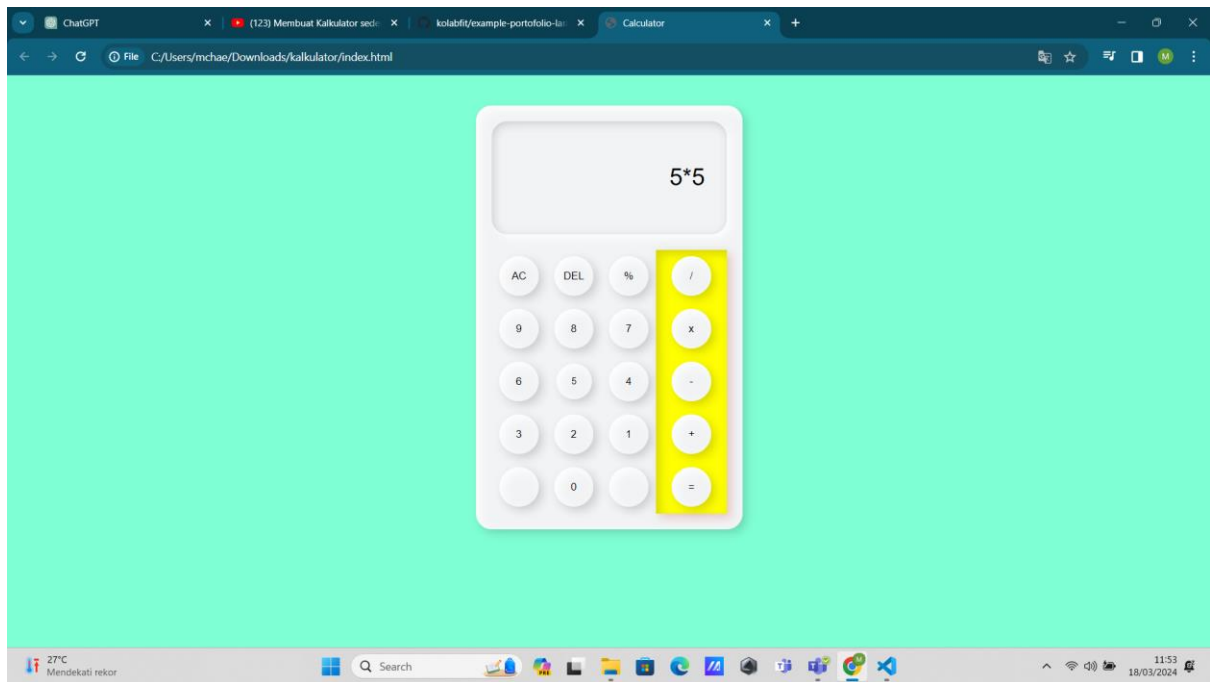 ChatGPT
(123) Membuat Kalkulator sede
kolabfit/example-portofolio-lan
Calculator
File C:/Users/mchae/Downloads/kalkulator/index.html
M
5*5
AC DEL % /
9 8 7 x
6 5 4 -
3 2 1 +
0 =
27°C
Mendekati rekor
Search
PRE
11:53
18/03/2024